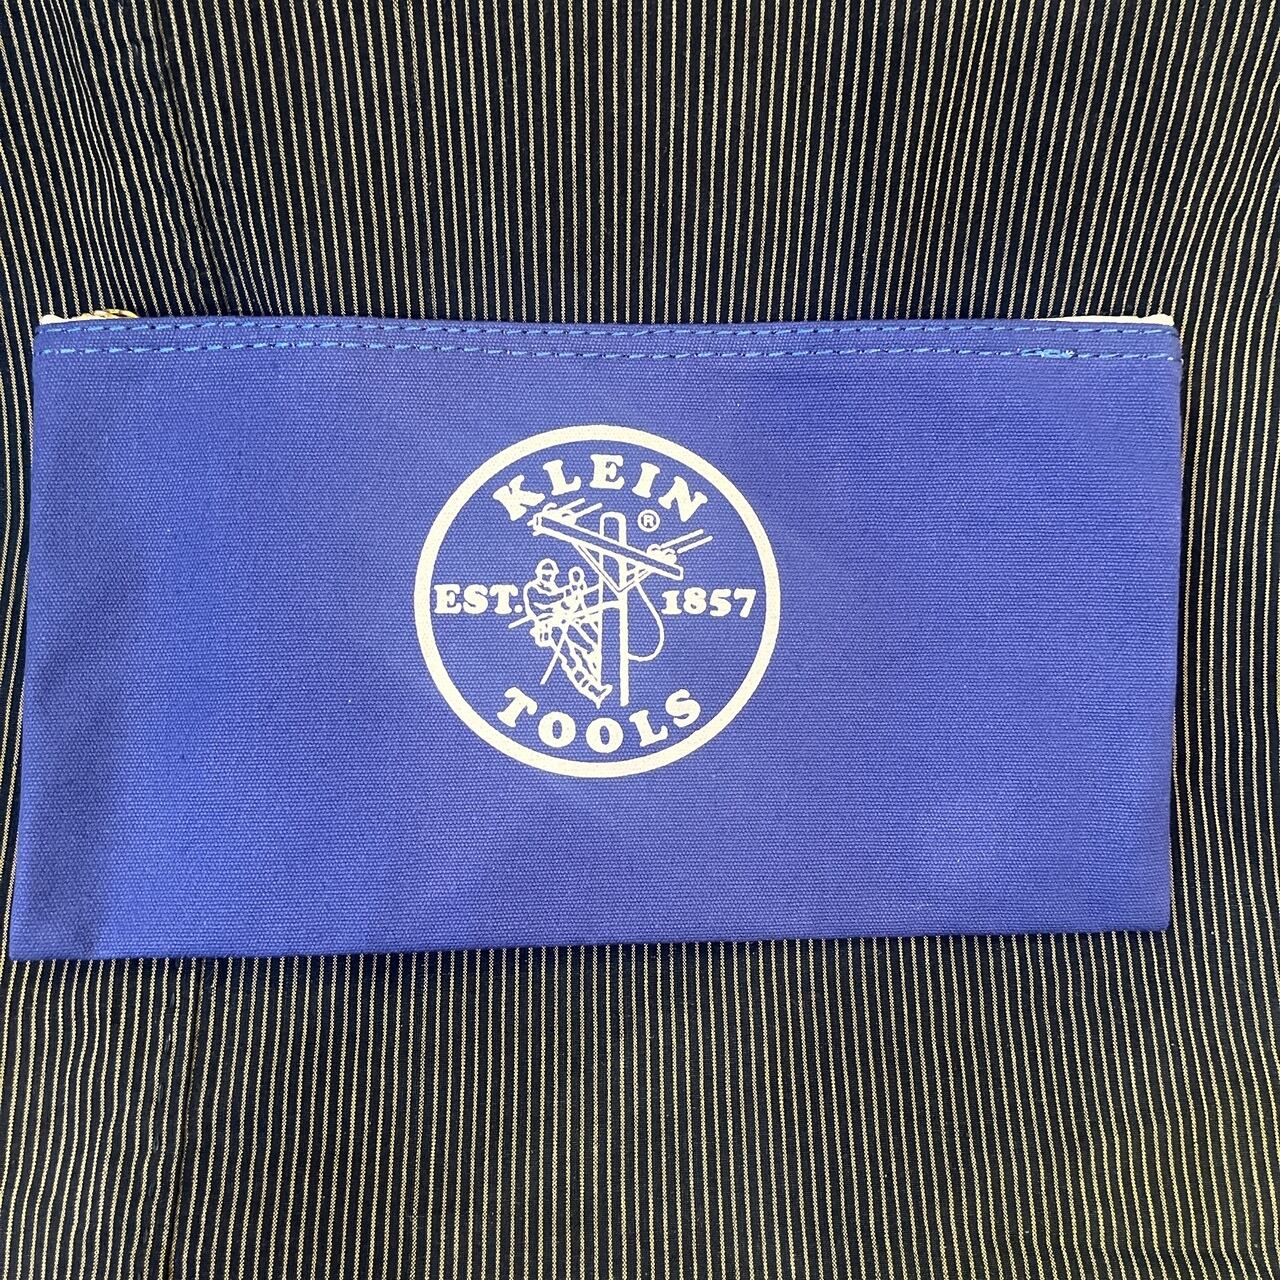 KLEIN
®
EST. 1857
TOOLS